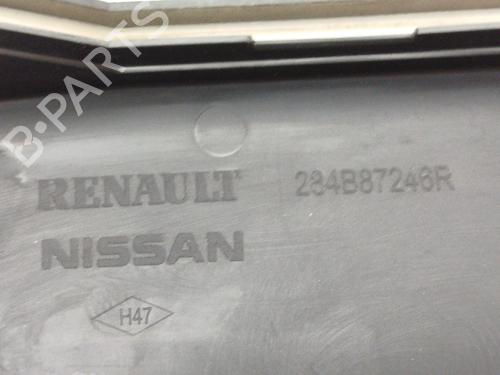 B-PARTS
RENAULT 284B87246R
NISSAN
H47